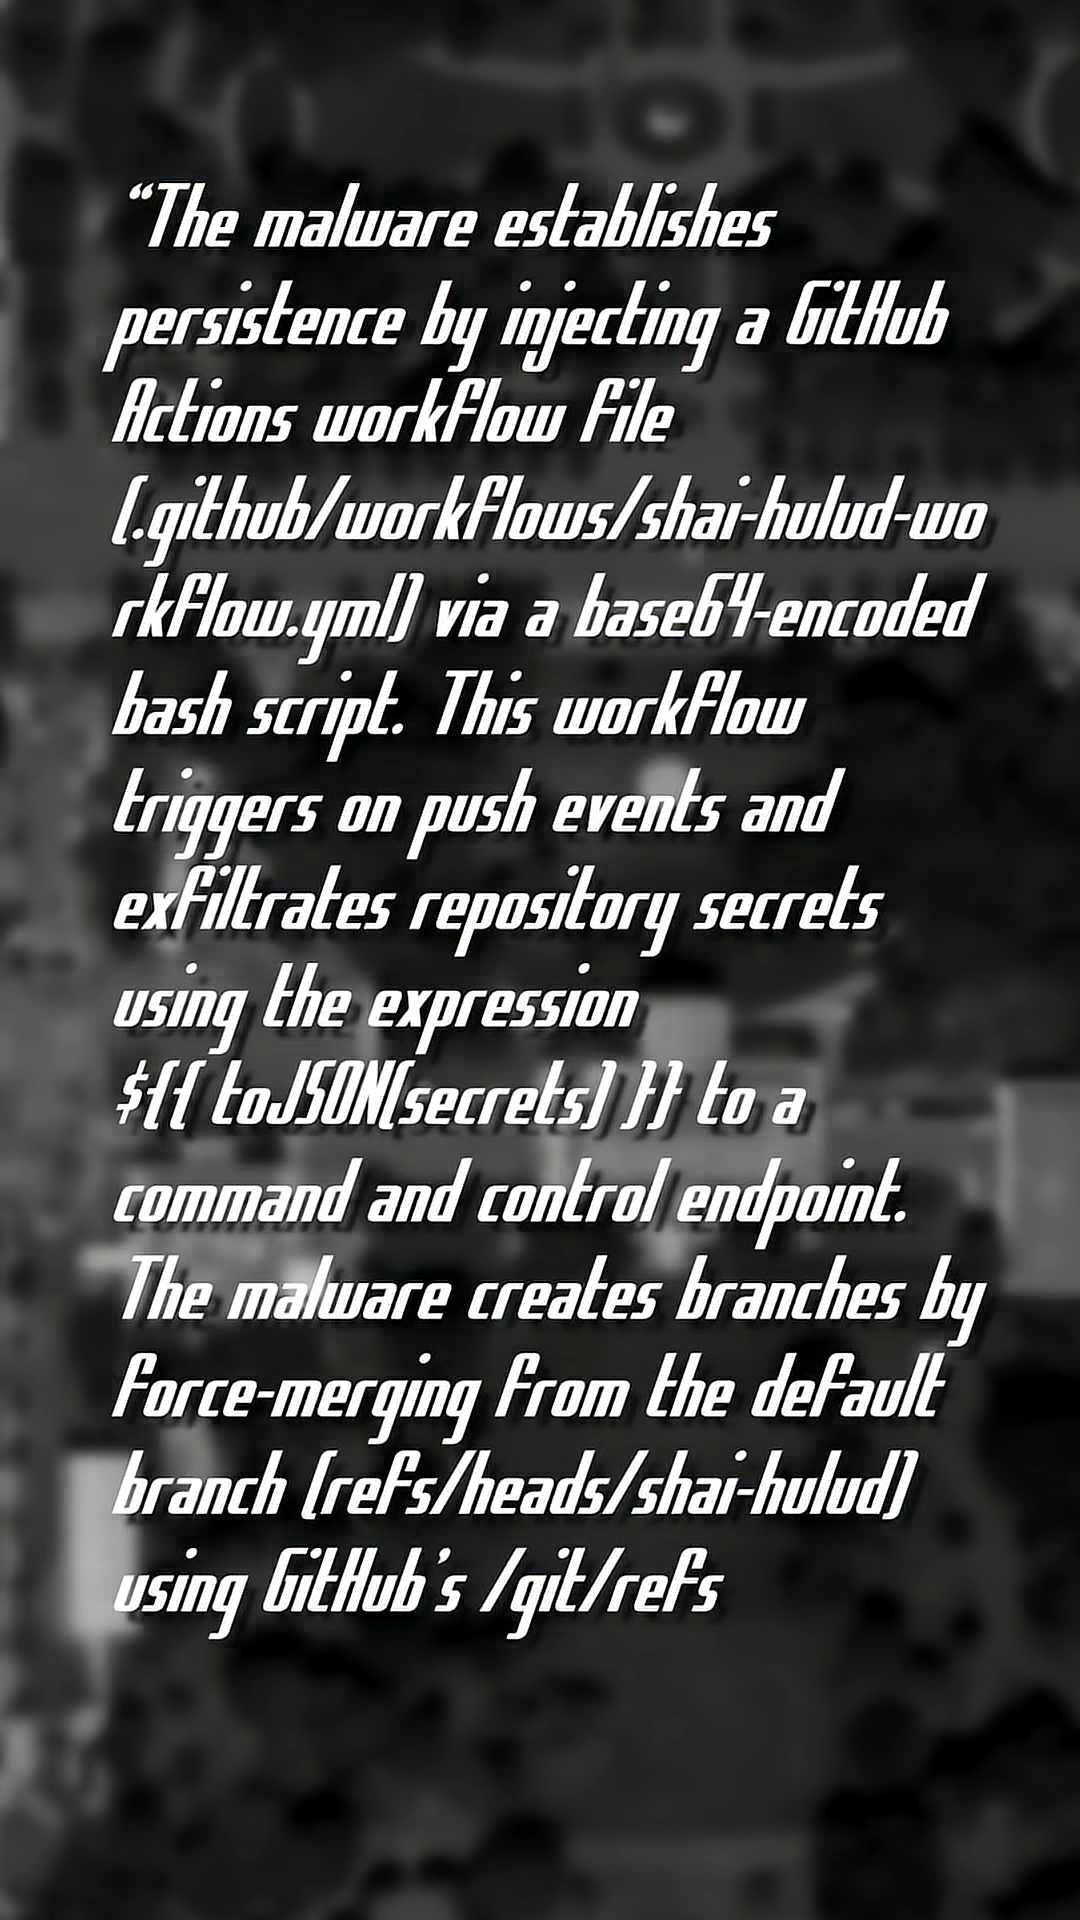 “The malware establishes
persistence by injecting a GitHub
Actions workflow file
(.github/workflows/shai-hulud-wo
rkflow.yml) via a base64-encoded
bash script. This workflow
triggers on push events and
exfiltrates repository secrets
using the expression
${{ toJSON(secrets) }} to a
command and control endpoint.
The malware creates branches by
force-merging from the default
branch (refs/heads/shai-hulud)
using GitHub’s /git/refs